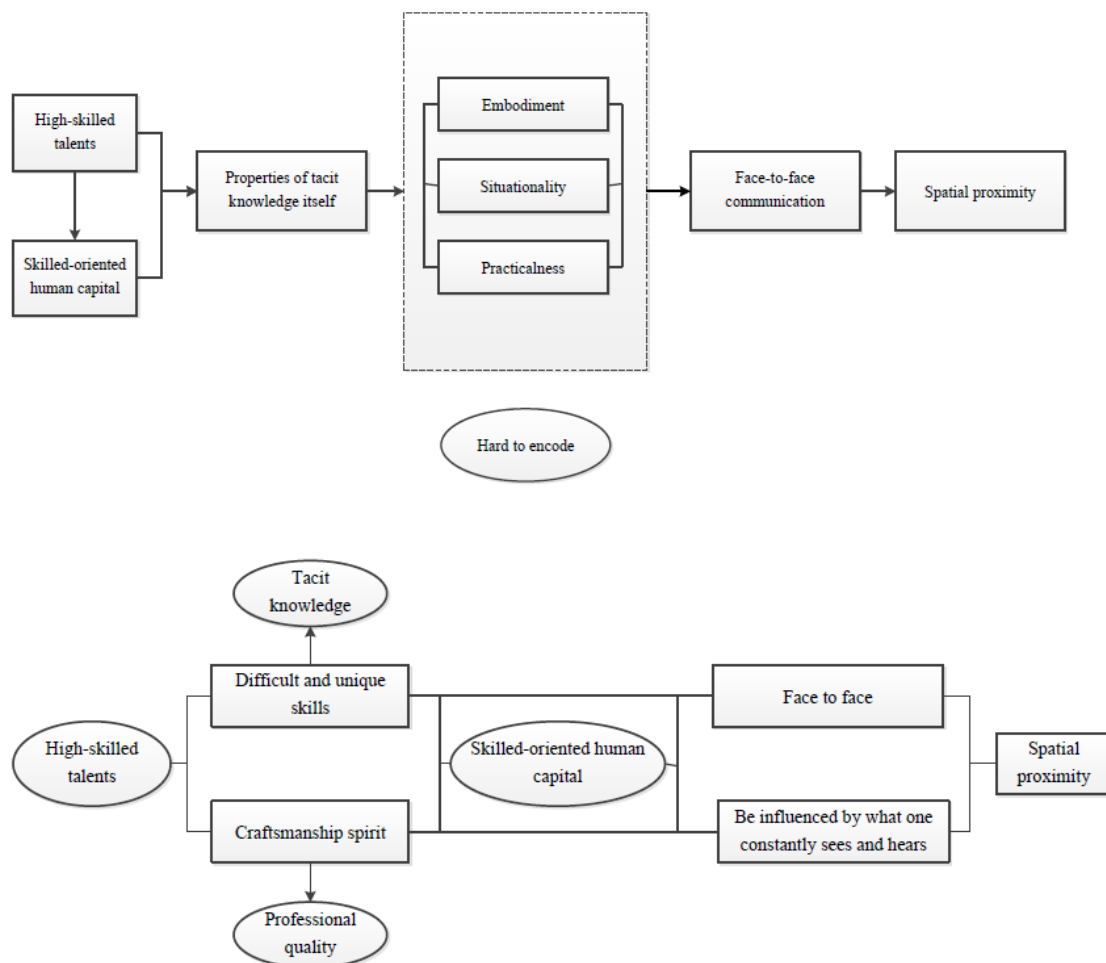 High-skilled
talents
Skilled-oriented
human capital
Properties of tacit
knowledge itself
Embodiment
Situationality
Practicalness
Face-to-face
communication
Spatial proximity
Hard to encode
Tacit
knowledge
Difficult and unique
skills
High-skilled
talents
Craftsmanship spirit
Professional
quality
Skilled-oriented human
capital
Face to face
Be influenced by what one
constantly sees and hears
Spatial
proximity